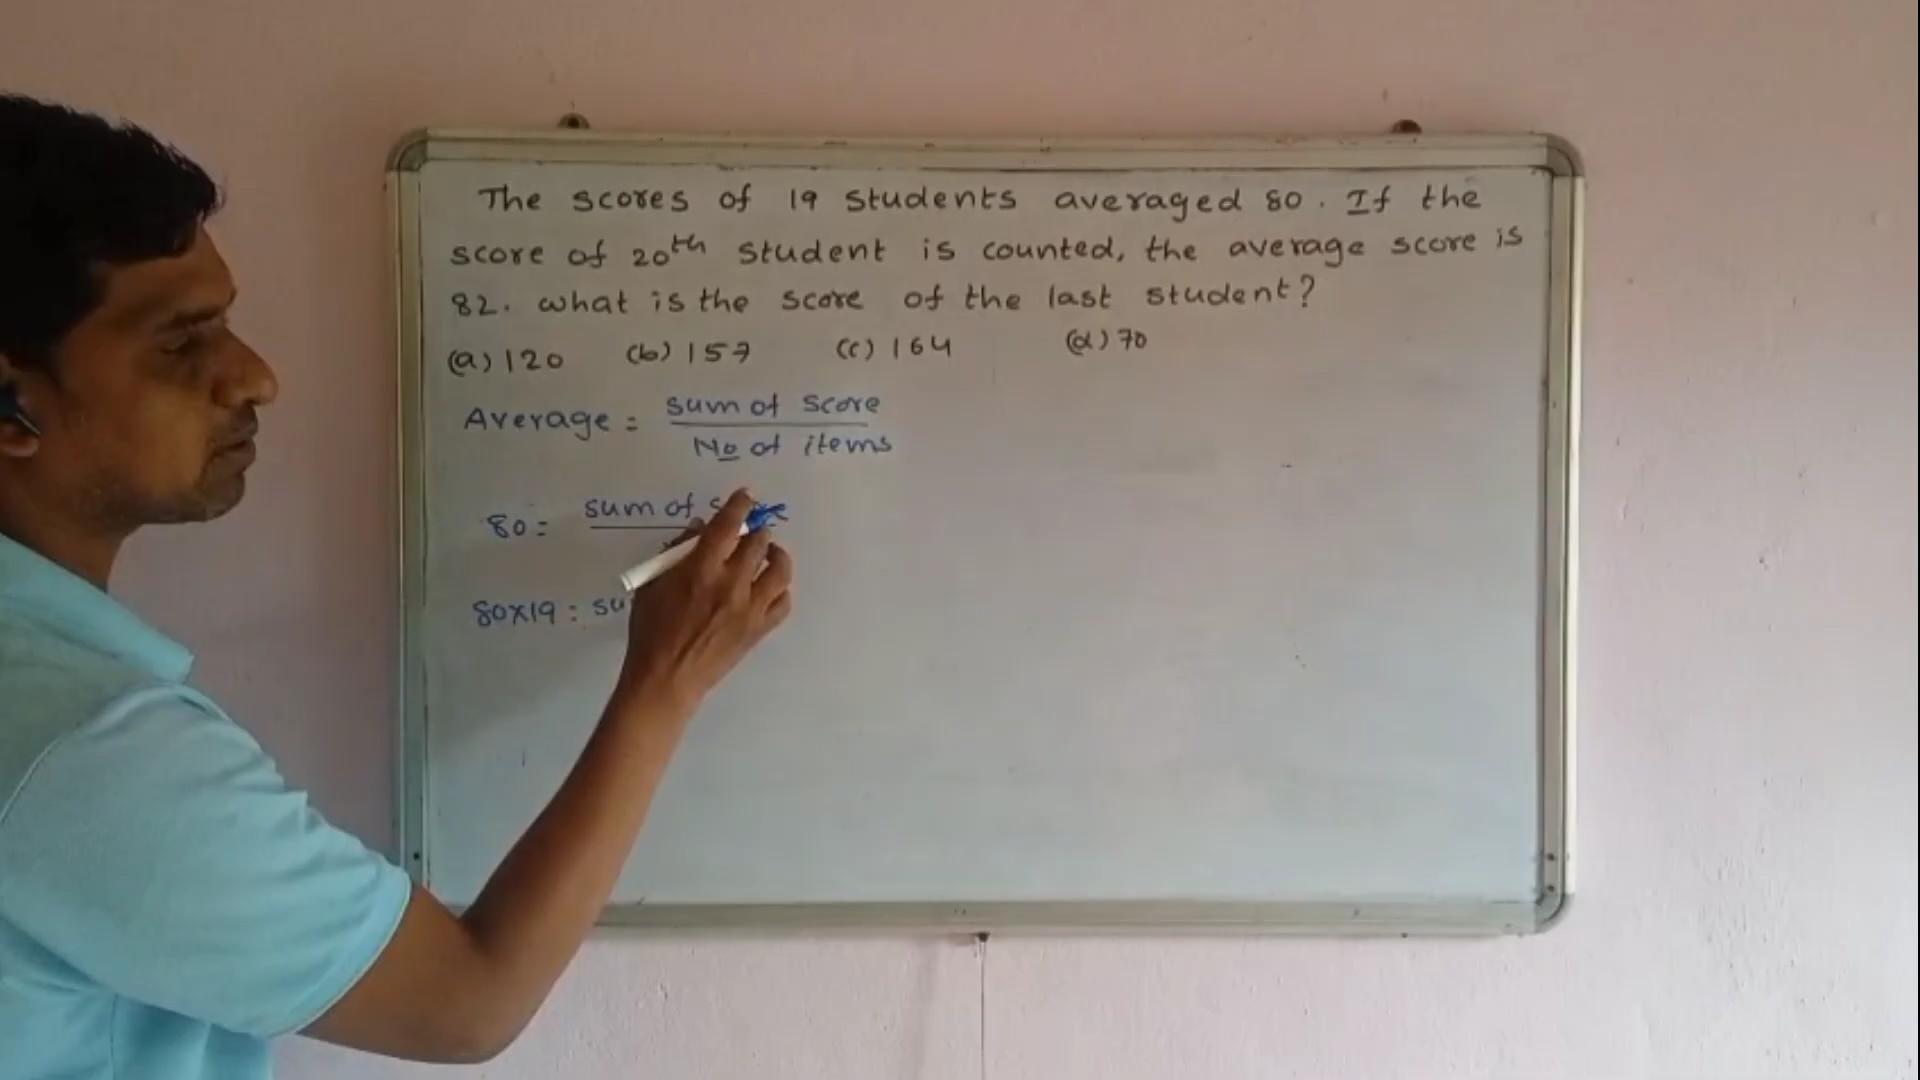 The scores of 19 students averaged 80. If the
score of 20th student is counted, the average score is
82. what is the score of the last student?
(a) 120 (b) 157 (c) 164 (d) 70
Average = sum of score
No of items
80 = sum of
80x19 = su